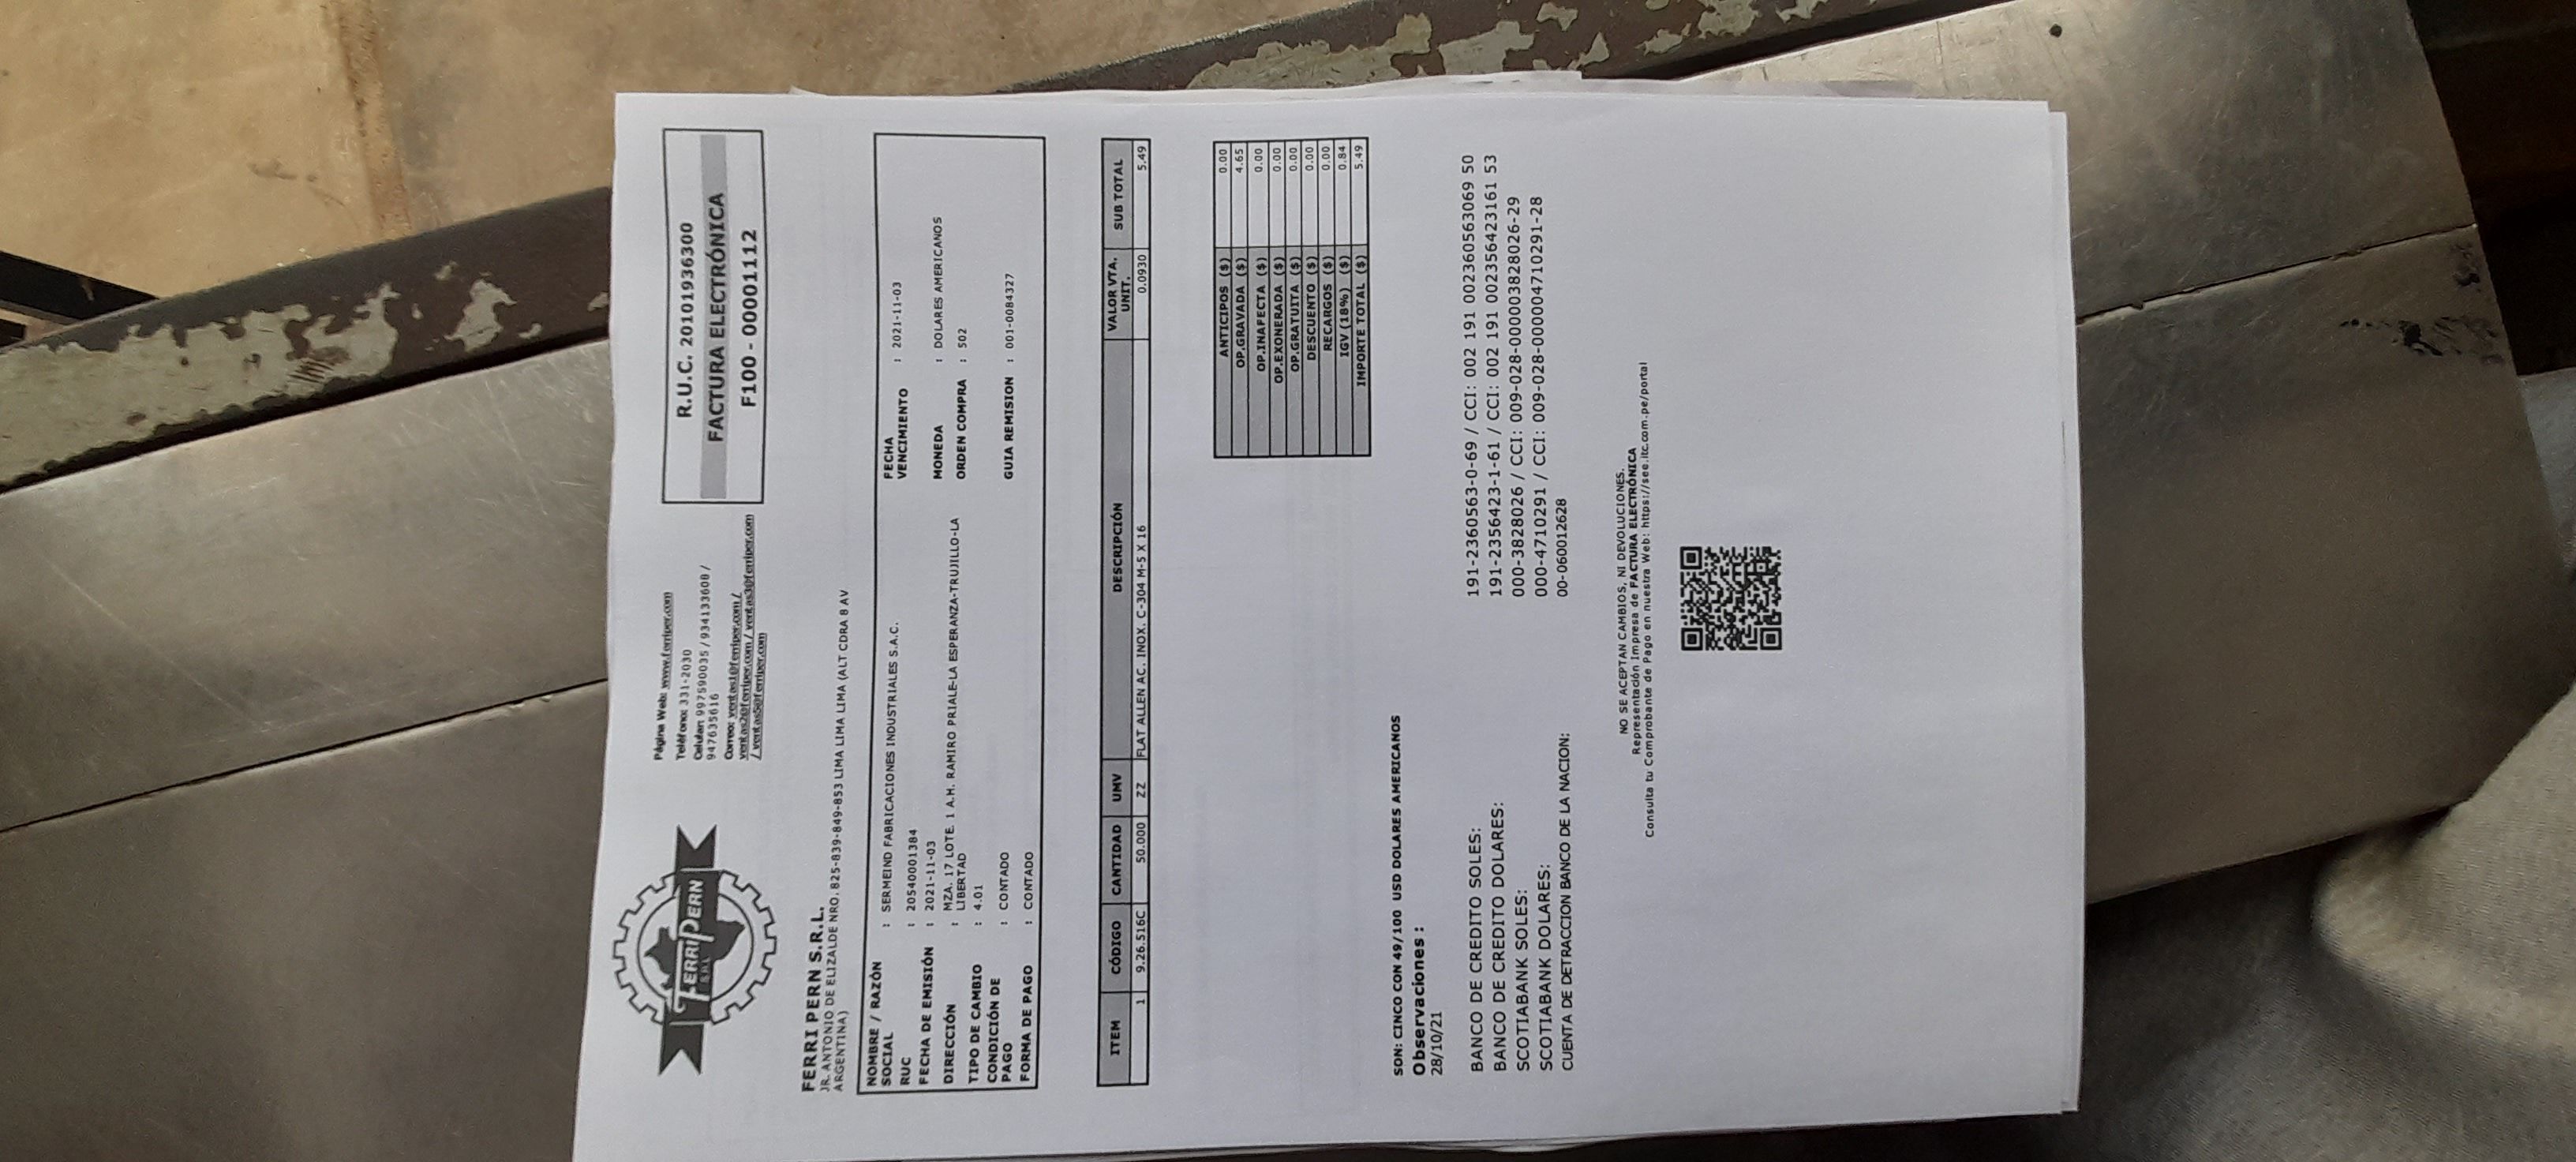 FERRIPERN
S.R.L.
Página Web: www.ferriper.com
Teléfono: 331-2030
Celular: 997590035 / 934133608 /
947635616
Correo: ventas1@ferriper.com /
ventas2@ferriper.com / ventas3@ferriper.com
/ ventas5@ferriper.com
R.U.C. 20101936300
FACTURA ELECTRÓNICA
F100 - 00001112
FERRI PERN S.R.L.
JR. ANTONIO DE ELIZALDE NRO. 825-839-849-853 LIMA LIMA LIMA (ALT CDRA 8 AV
ARGENTINA)
NOMBRE / RAZÓN SOCIAL : SERMEIND FABRICACIONES INDUSTRIALES S.A.C.
RUC : 20540001384
FECHA DE EMISIÓN : 2021-11-03
DIRECCIÓN : MZA. 17 LOTE. 1 A.H. RAMIRO PRIALE-LA ESPERANZA-TRUJILLO-LA
LIBERTAD
TIPO DE CAMBIO : 4.01
CONDICIÓN DE PAGO : CONTADO
FORMA DE PAGO : CONTADO
FECHA VENCIMIENTO : 2021-11-03
MONEDA : DOLARES AMERICANOS
ORDEN COMPRA : 502
GUIA REMISION : 001-0084327
ITEM CÓDIGO CANTIDAD UMV DESCRIPCIÓN VALOR VTA. UNIT. SUB TOTAL
1 9.26.516C 50.000 ZZ FLAT ALLEN AC. INOX. C-304 M-5 X 16 0.0930 5.49
ANTICIPOS ($) 0.00
OP.GRAVADA ($) 4.65
OP.INAFECTA ($) 0.00
OP.EXONERADA ($) 0.00
OP.GRATUITA ($) 0.00
DESCUENTO ($) 0.00
RECARGOS ($) 0.00
IGV (18%) ($) 0.84
IMPORTE TOTAL ($) 5.49
SON: CINCO CON 49/100 USD DOLARES AMERICANOS
Observaciones :
28/10/21
BANCO DE CREDITO SOLES: 191-2360563-0-69 / CCI: 002 191 002360563069 50
BANCO DE CREDITO DOLARES: 191-2356423-1-61 / CCI: 002 191 002356423161 53
SCOTIABANK SOLES: 000-3828026 / CCI: 009-028-000003828026-29
SCOTIABANK DOLARES: 000-4710291 / CCI: 009-028-000004710291-28
CUENTA DE DETRACCION BANCO DE LA NACION: 00-060012628
NO SE ACEPTAN CAMBIOS, NI DEVOLUCIONES.
Representación Impresa de FACTURA ELECTRÓNICA
Consulta tu Comprobante de Pago en nuestra Web: https://see.itc.com.pe/portal